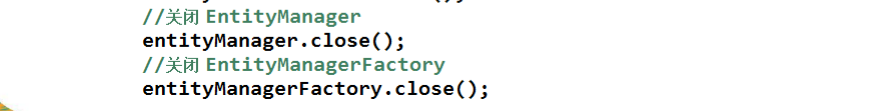 //关闭 EntityManager
entityManager.close();
//关闭 EntityManagerFactory
entityManagerFactory.close();